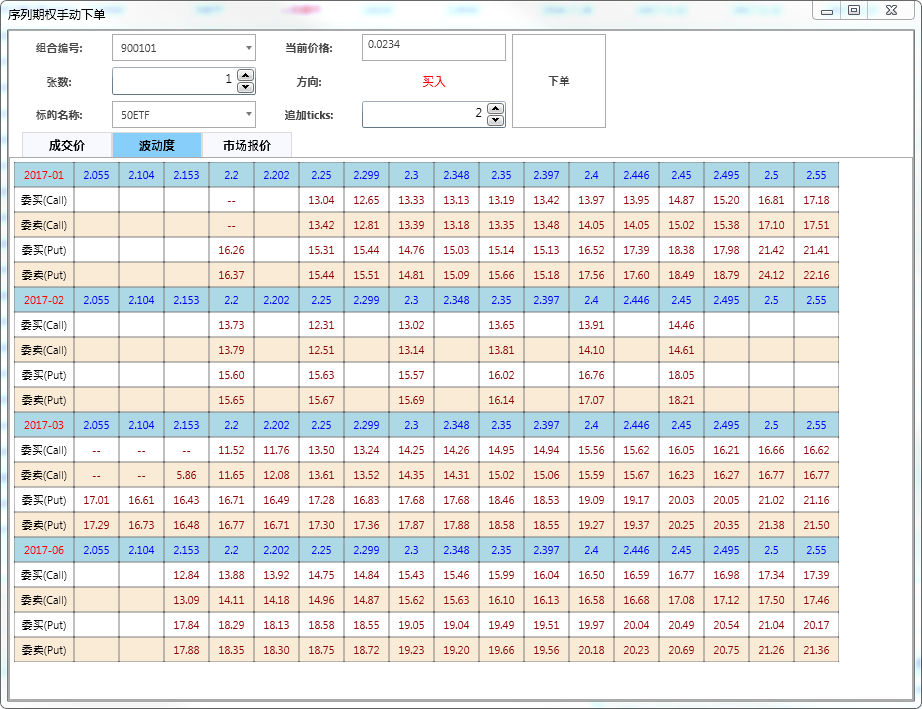 序列期权手动下单
组合编号: 900101 当前价格: 0.0234
张数: 1 方向: 买入 下单
标的名称: 50ETF 追加ticks: 2
成交价 波动度 市场报价
2017-01 2.055 2.104 2.153 2.2 2.202 2.25 2.299 2.3 2.348 2.35 2.397 2.4 2.446 2.45 2.495 2.5 2.55
委买(Call) -- 13.04 12.65 13.33 13.13 13.19 13.42 13.97 13.95 14.87 15.20 16.81 17.18
委卖(Call) -- 13.42 12.81 13.39 13.18 13.35 13.48 14.05 14.05 15.02 15.38 17.10 17.51
委买(Put) 16.26 15.31 15.44 14.76 15.03 15.14 15.13 16.52 17.39 18.38 17.98 21.42 21.41
委卖(Put) 16.37 15.44 15.51 14.81 15.09 15.66 15.18 17.56 17.60 18.49 18.79 24.12 22.16
2017-02 2.055 2.104 2.153 2.2 2.202 2.25 2.299 2.3 2.348 2.35 2.397 2.4 2.446 2.45 2.495 2.5 2.55
委买(Call) 13.73 12.31 13.02 13.65 13.91 14.46
委卖(Call) 13.79 12.51 13.14 13.81 14.10 14.61
委买(Put) 15.60 15.63 15.57 16.02 16.76 18.05
委卖(Put) 15.65 15.67 15.69 16.14 17.07 18.21
2017-03 2.055 2.104 2.153 2.2 2.202 2.25 2.299 2.3 2.348 2.35 2.397 2.4 2.446 2.45 2.495 2.5 2.55
委买(Call) -- -- -- 11.52 11.76 13.50 13.24 14.25 14.26 14.95 14.94 15.56 15.62 16.05 16.21 16.66 16.62
委卖(Call) -- -- 5.86 11.65 12.08 13.61 13.52 14.35 14.31 15.02 15.06 15.59 15.67 16.23 16.27 16.77 16.77
委买(Put) 17.01 16.61 16.43 16.71 16.49 17.28 16.83 17.68 17.68 18.46 18.53 19.09 19.17 20.03 20.05 21.02 21.16
委卖(Put) 17.29 16.73 16.48 16.77 16.71 17.30 17.36 17.87 17.88 18.58 18.55 19.27 19.37 20.25 20.35 21.38 21.50
2017-06 2.055 2.104 2.153 2.2 2.202 2.25 2.299 2.3 2.348 2.35 2.397 2.4 2.446 2.45 2.495 2.5 2.55
委买(Call) 12.84 13.88 13.92 14.75 14.84 15.43 15.46 15.99 16.04 16.50 16.59 16.77 16.98 17.34 17.39
委卖(Call) 13.09 14.11 14.18 14.96 14.87 15.62 15.63 16.10 16.13 16.58 16.68 17.08 17.12 17.50 17.46
委买(Put) 17.84 18.29 18.13 18.58 18.55 19.05 19.04 19.49 19.51 19.97 20.04 20.49 20.54 21.04 20.17
委卖(Put) 17.88 18.35 18.30 18.75 18.72 19.23 19.20 19.66 19.56 20.18 20.23 20.69 20.75 21.26 21.36